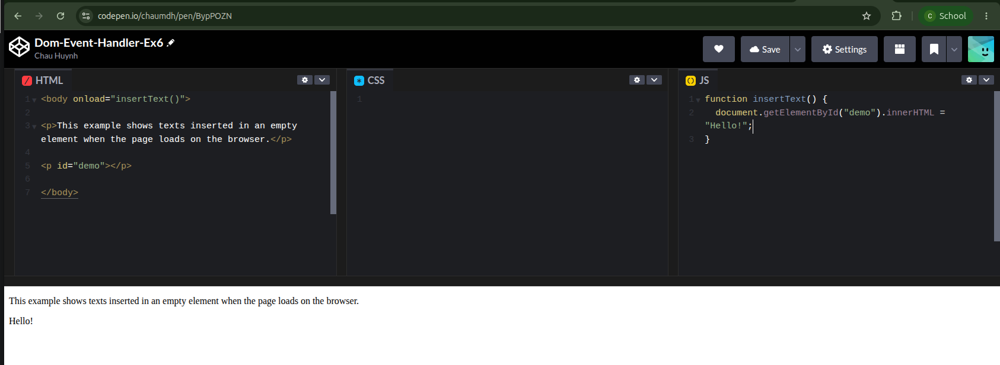 codepen.io/chaumdh/pen/BypPOZN
C School
Dom-Event-Handler-Ex6
Chau Huynh
Save
Settings
HTML
1 <body onload="insertText()">
2
3 <p>This example shows texts inserted in an empty
element when the page loads on the browser.</p>
4
5 <p id="demo"></p>
6
7 </body>
CSS
1
JS
1 function insertText() {
2 document.getElementById("demo").innerHTML =
"Hello!";
3 }
This example shows texts inserted in an empty element when the page loads on the browser.
Hello!